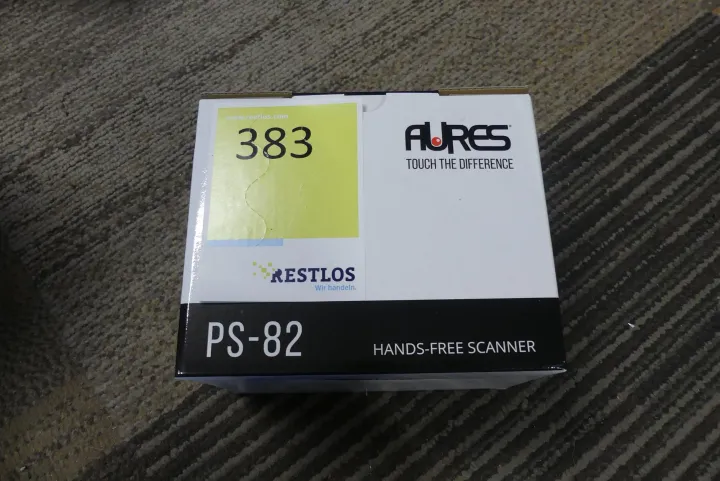 383
RESTLOS
Wir handeln.
AURES
TOUCH THE DIFFERENCE
PS-82
HANDS-FREE SCANNER